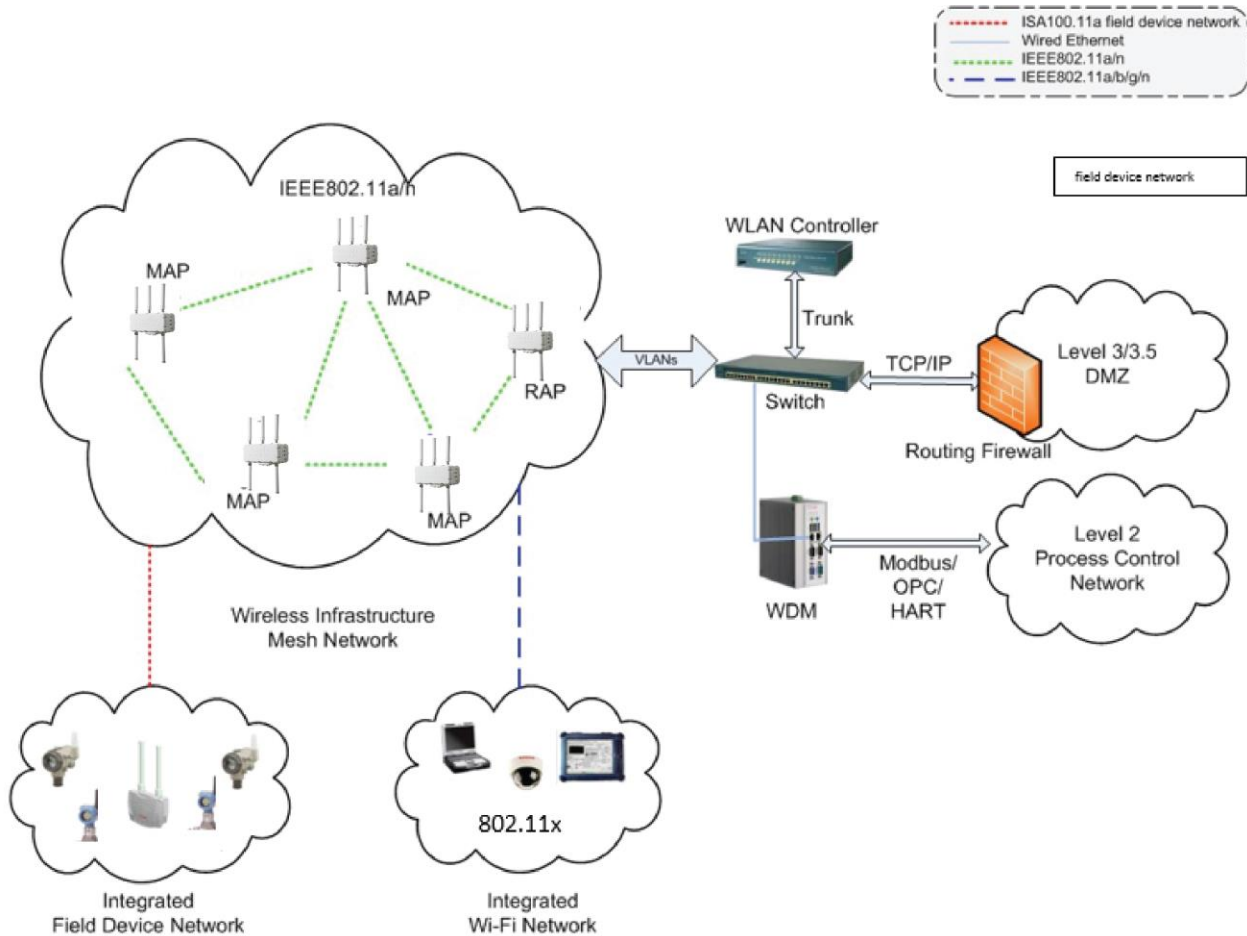 ISA100.11a field device network
Wired Ethernet
IEEE802.11a/n
IEEE802.11a/b/g/n
field device network
IEEE802.11a/n
MAP
MAP
RAP
MAP
MAP
WLAN Controller
Trunk
VLANs
Switch
TCP/IP
Level 3/3.5
DMZ
Routing Firewall
WDM
Modbus/
OPC/
HART
Level 2
Process Control
Network
Wireless Infrastructure
Mesh Network
802.11x
Integrated
Field Device Network
Integrated
Wi-Fi Network